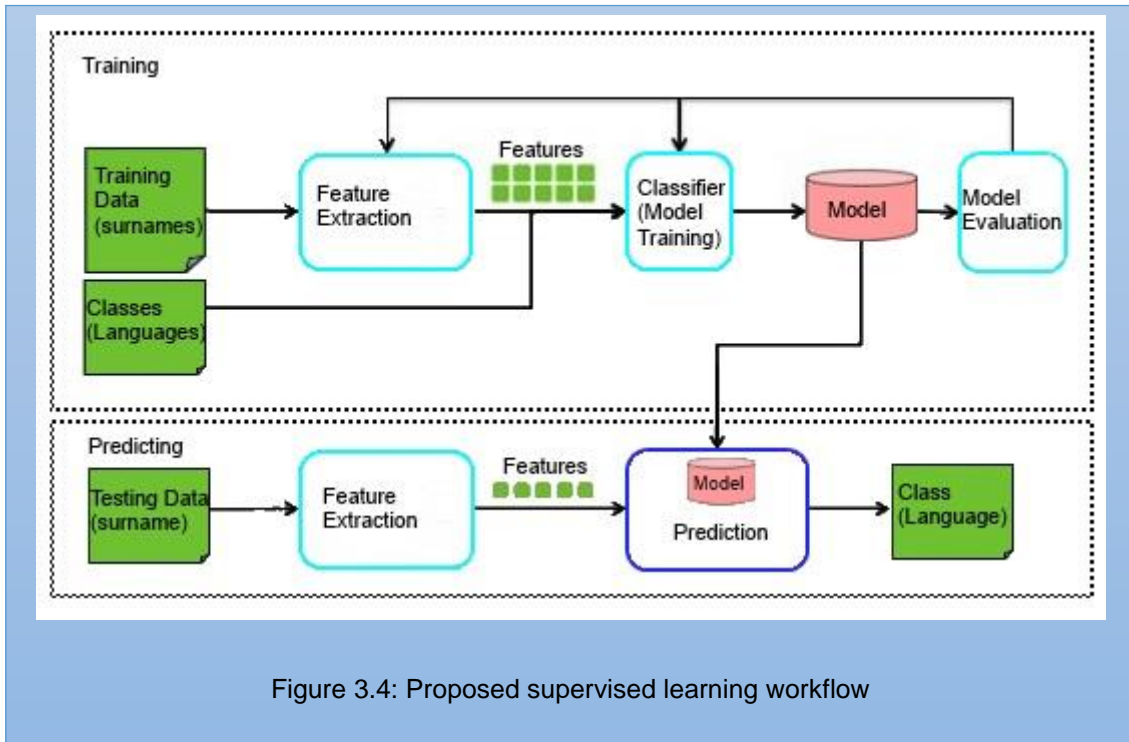 Training
Training
Data
(surnames)
Feature
Extraction
Features
Classifier
(Model
Training)
Model
Model
Evaluation
Classes
(Languages)
Predicting
Testing Data
(surname)
Feature
Extraction
Features
Model
Prediction
Class
(Language)
Figure 3.4: Proposed supervised learning workflow